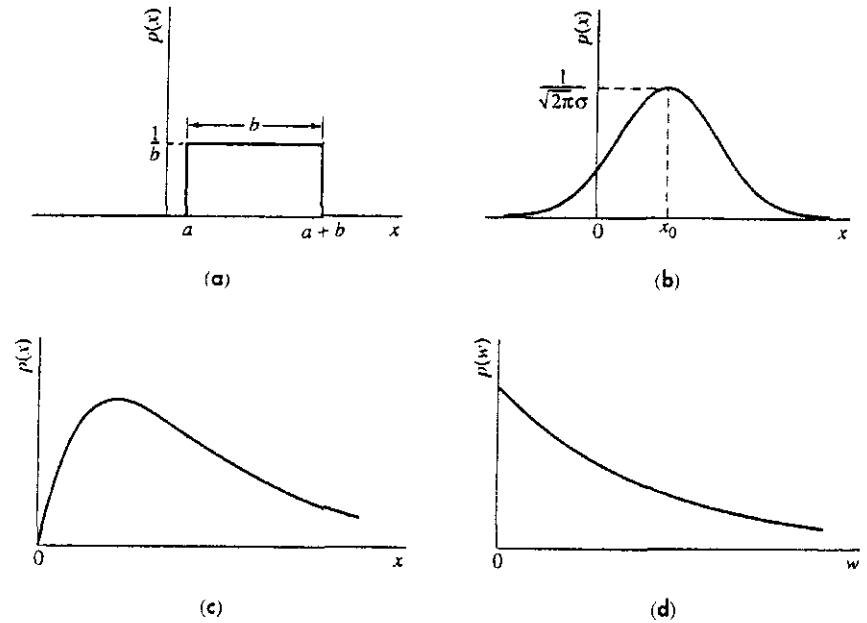 p(x)
1/b
b
a
a + b
x
(a)
p(x)
1/√2πσ
0
x₀
x
(b)
p(x)
0
x
(c)
p(w)
0
w
(d)